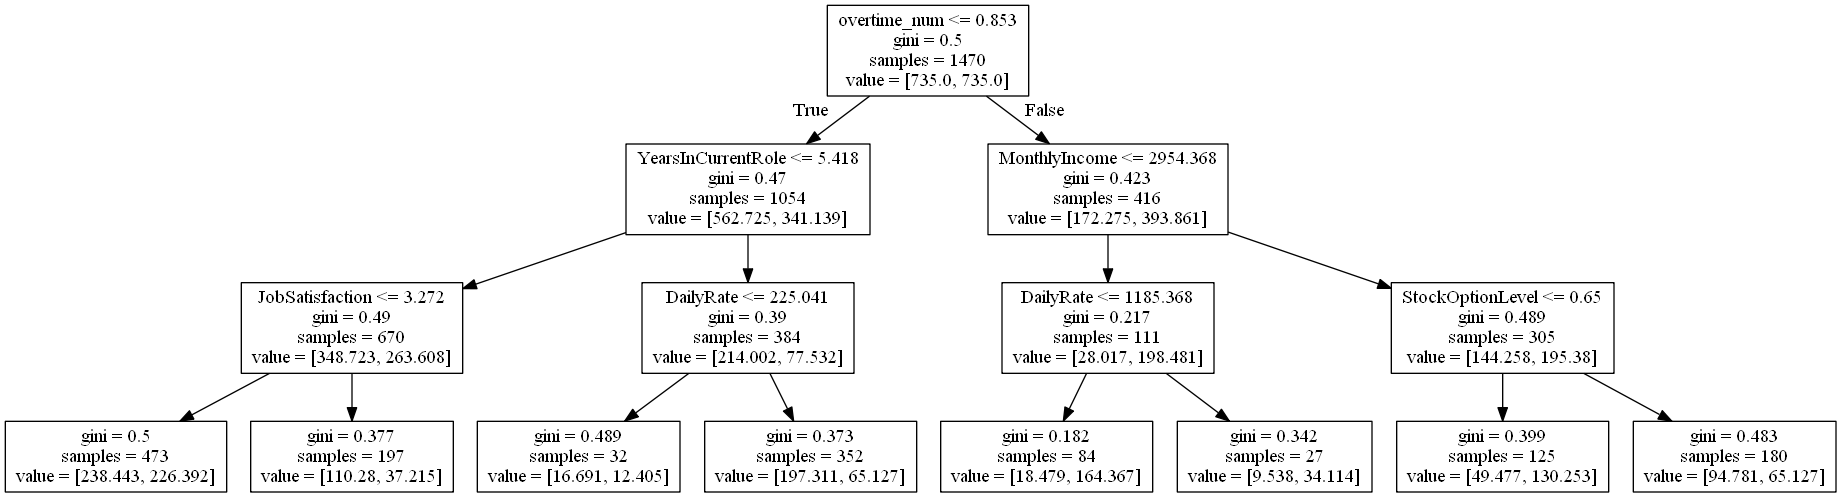 overtime_num <= 0.853
gini = 0.5
samples = 1470
value = [735.0, 735.0]
True
False
YearsInCurrentRole <= 5.418
gini = 0.47
samples = 1054
value = [562.725, 341.139]
MonthlyIncome <= 2954.368
gini = 0.423
samples = 416
value = [172.275, 393.861]
JobSatisfaction <= 3.272
gini = 0.49
samples = 670
value = [348.723, 263.608]
DailyRate <= 225.041
gini = 0.39
samples = 384
value = [214.002, 77.532]
DailyRate <= 1185.368
gini = 0.217
samples = 111
value = [28.017, 198.481]
StockOptionLevel <= 0.65
gini = 0.489
samples = 305
value = [144.258, 195.38]
gini = 0.5
samples = 473
value = [238.443, 226.392]
gini = 0.377
samples = 197
value = [110.28, 37.215]
gini = 0.489
samples = 32
value = [16.691, 12.405]
gini = 0.373
samples = 352
value = [197.311, 65.127]
gini = 0.182
samples = 84
value = [18.479, 164.367]
gini = 0.342
samples = 27
value = [9.538, 34.114]
gini = 0.399
samples = 125
value = [49.477, 130.253]
gini = 0.483
samples = 180
value = [94.781, 65.127]